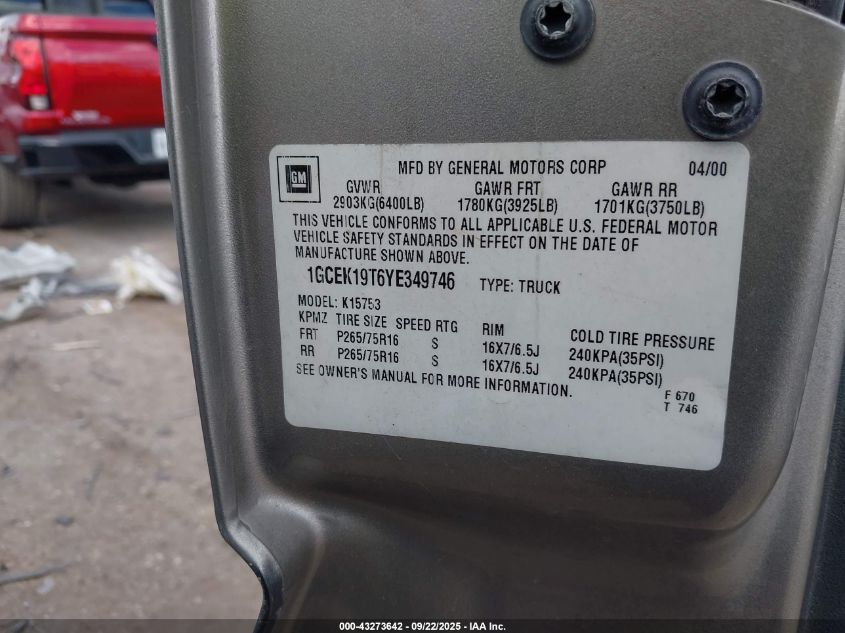 GM
MFD BY GENERAL MOTORS CORP 04/00
GVWR GAWR FRT GAWR RR
2903KG(6400LB) 1780KG(3925LB) 1701KG(3750LB)
THIS VEHICLE CONFORMS TO ALL APPLICABLE U.S. FEDERAL MOTOR
VEHICLE SAFETY STANDARDS IN EFFECT ON THE DATE OF
MANUFACTURE SHOWN ABOVE.
1GCEK19T6YE349746 TYPE: TRUCK
MODEL: K15753
KPMZ TIRE SIZE SPEED RTG RIM COLD TIRE PRESSURE
FRT P265/75R16 S 16X7/6.5J 240KPA(35PSI)
RR P265/75R16 S 16X7/6.5J 240KPA(35PSI)
SEE OWNER'S MANUAL FOR MORE INFORMATION.
F 670
T 746
000-43273642 - 09/22/2025 - IAA Inc.